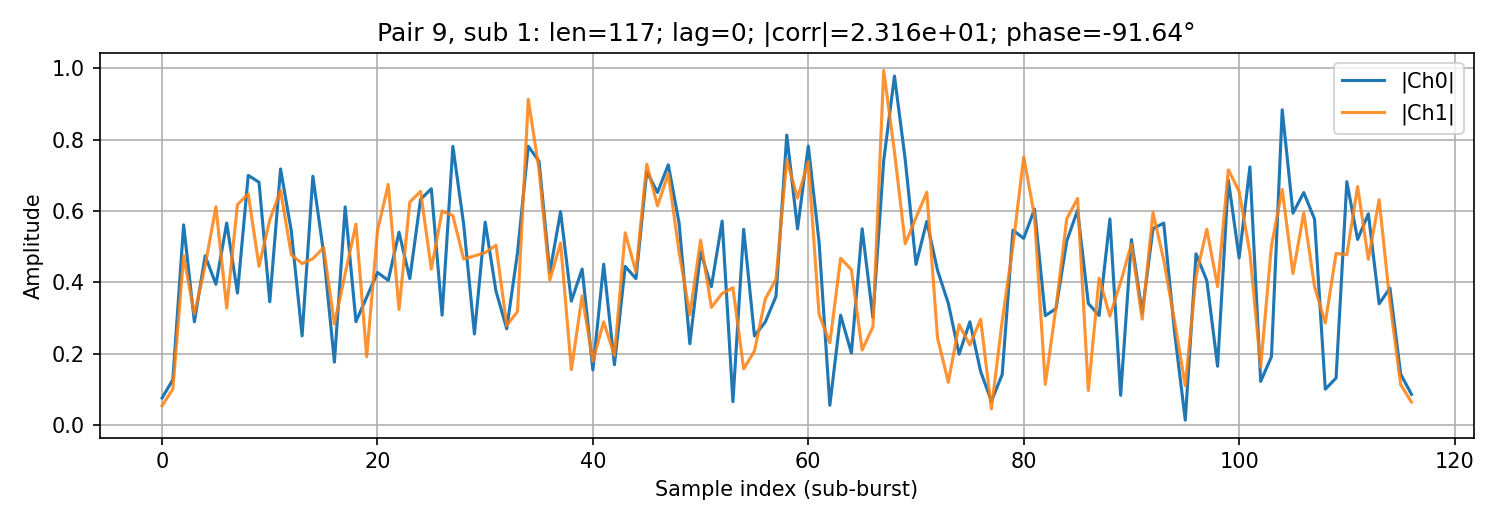 Pair 9, sub 1: len=117; lag=0; |corr|=2.316e+01; phase=-91.64°
1.0
0.8
0.6
0.4
0.2
0.0
Amplitude
|Ch0|
|Ch1|
0 20 40 60 80 100 120
Sample index (sub-burst)